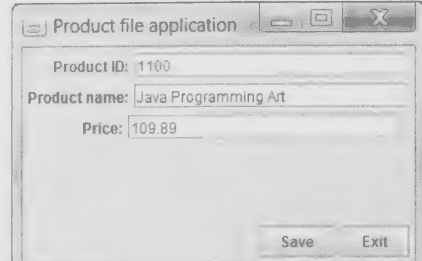 Product file application
Product ID: 1100
Product name: Java Programming Art
Price: 109.89
Save Exit